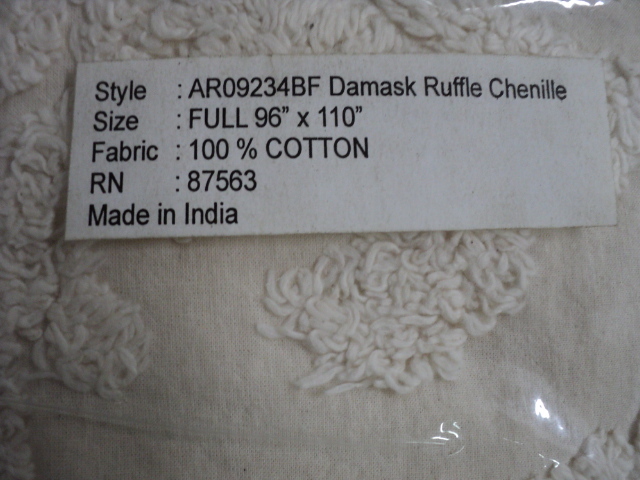 Style : AR09234BF Damask Ruffle Chenille
Size : FULL 96” x 110”
Fabric : 100 % COTTON
RN : 87563
Made in India